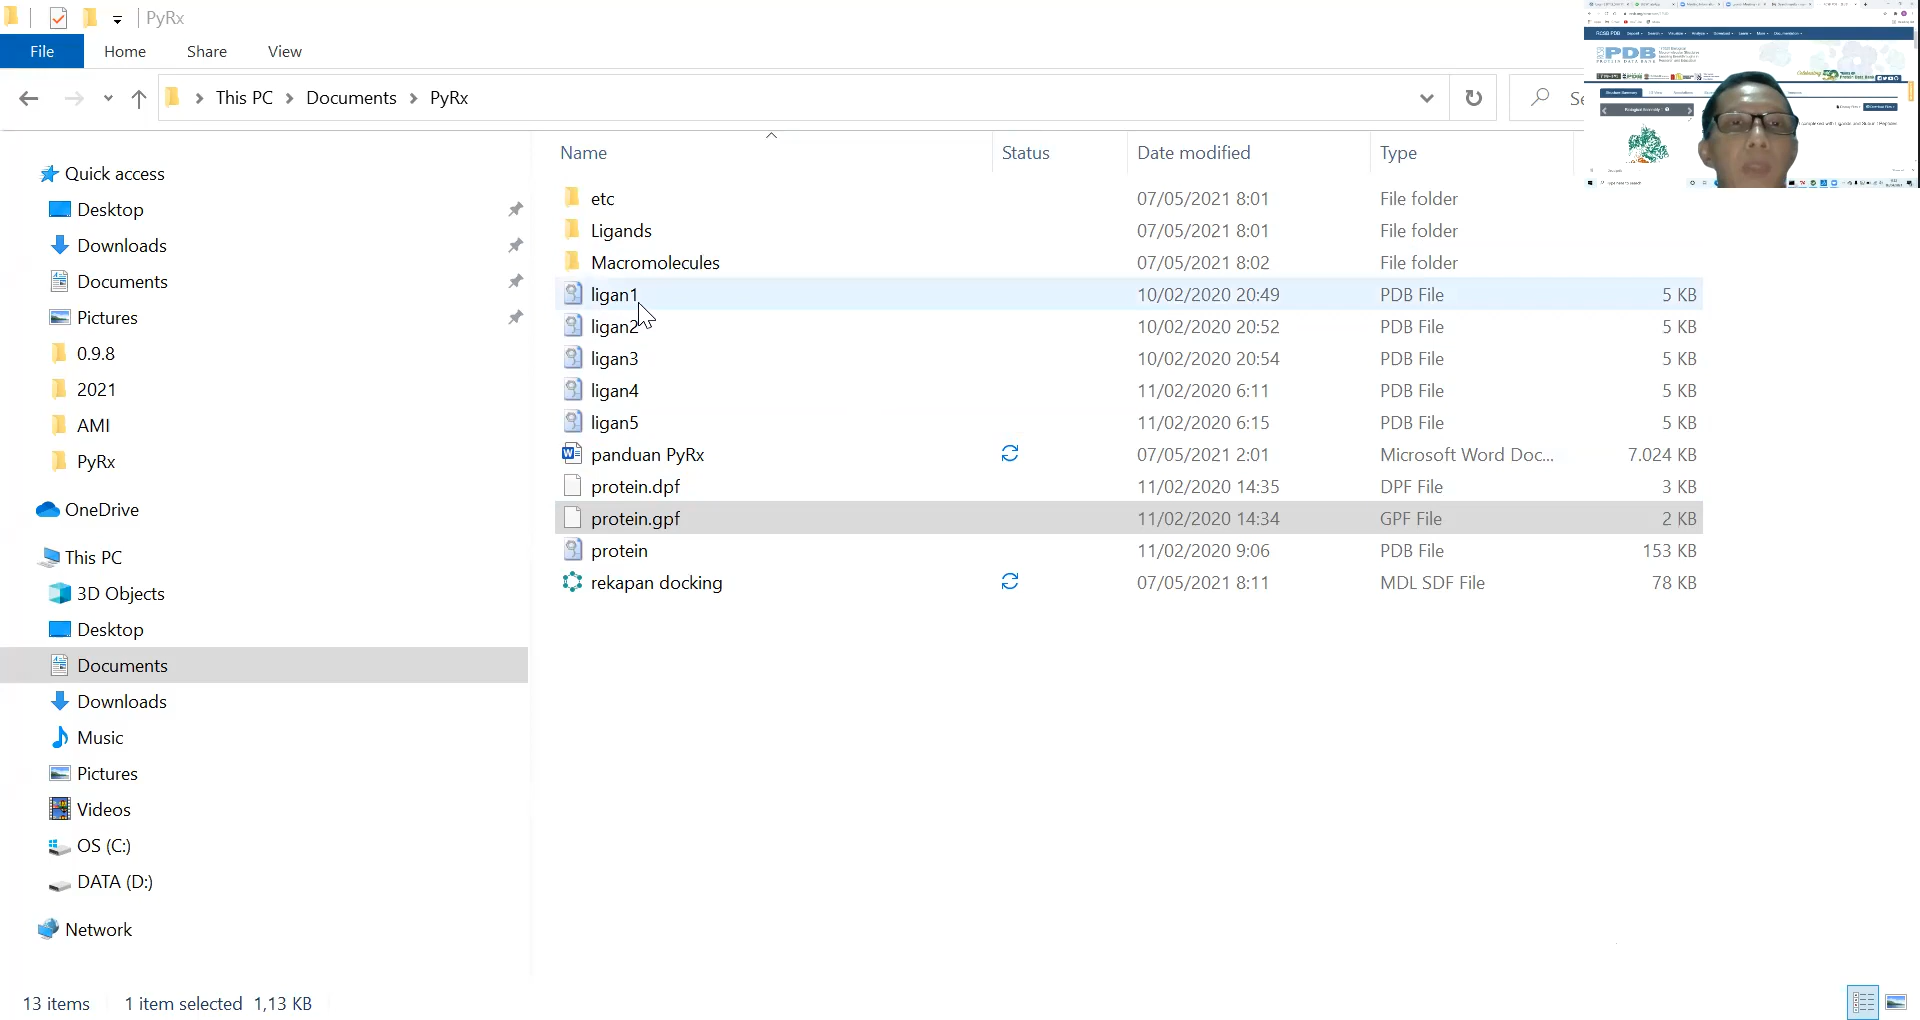 PyRx
File Home Share View
This PC Documents PyRx
Name Status Date modified Type
Quick access
Desktop
Downloads
Documents
Pictures
0.9.8
2021
AMI
PyRx
OneDrive
This PC
3D Objects
Desktop
Documents
Downloads
Music
Pictures
Videos
OS (C:)
DATA (D:)
Network
etc 07/05/2021 8:01 File folder
Ligands 07/05/2021 8:01 File folder
Macromolecules 07/05/2021 8:02 File folder
ligan1 10/02/2020 20:49 PDB File 5 KB
ligan2 10/02/2020 20:52 PDB File 5 KB
ligan3 10/02/2020 20:54 PDB File 5 KB
ligan4 11/02/2020 6:11 PDB File 5 KB
ligan5 11/02/2020 6:15 PDB File 5 KB
panduan PyRx 07/05/2021 2:01 Microsoft Word Doc... 7.024 KB
protein.dpf 11/02/2020 14:35 DPF File 3 KB
protein.gpf 11/02/2020 14:34 GPF File 2 KB
protein 11/02/2020 9:06 PDB File 153 KB
rekapan docking 07/05/2021 8:11 MDL SDF File 78 KB
13 items 1 item selected 1,13 KB
RCSB PDB
PDB
PROTEIN DATA BANK
Structure Summary
Biological Assembly